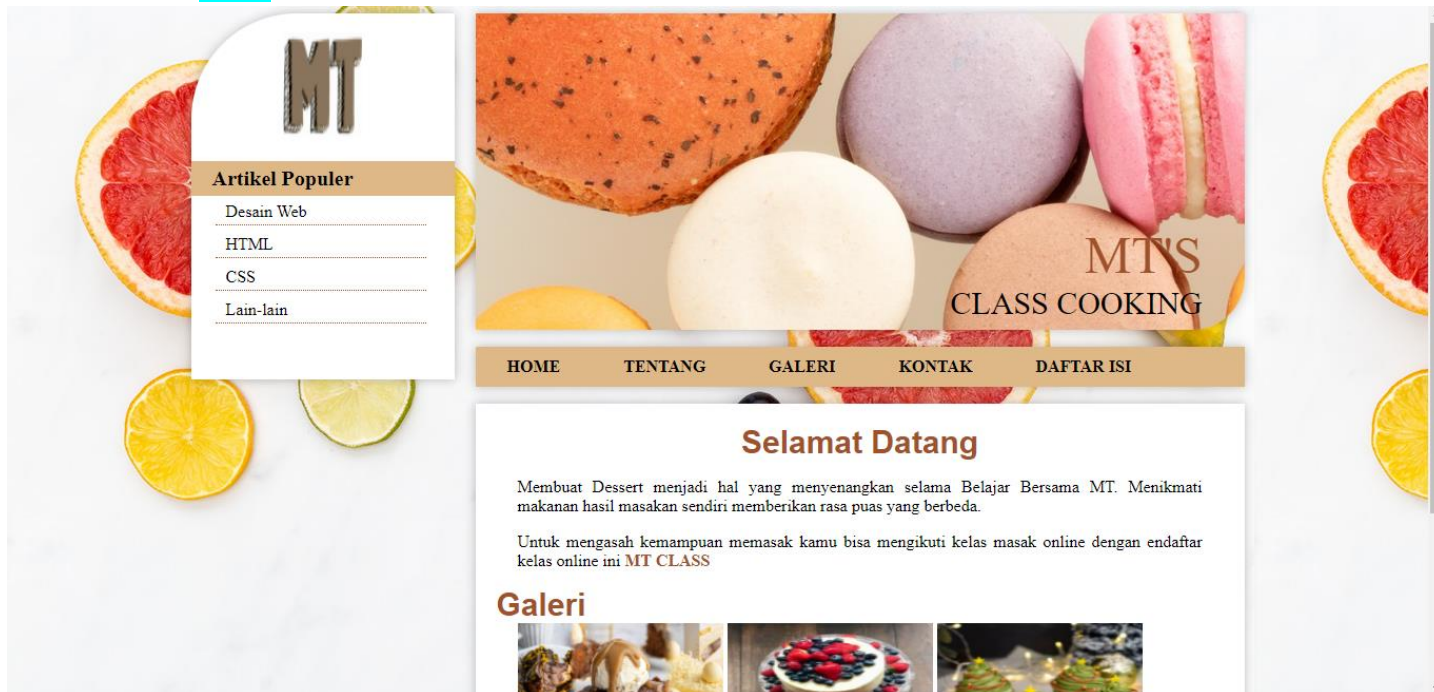 MT
Artikel Populer
Desain Web
HTML
CSS
Lain-lain
MT'S
CLASS COOKING
HOME TENTANG GALERI KONTAK DAFTAR ISI
Selamat Datang
Membuat Dessert menjadi hal yang menyenangkan selama Belajar Bersama MT. Menikmati
makanan hasil masakan sendiri memberikan rasa puas yang berbeda.
Untuk mengasah kemampuan memasak kamu bisa mengikuti kelas masak online dengan endaftar
kelas online ini MT CLASS
Galeri